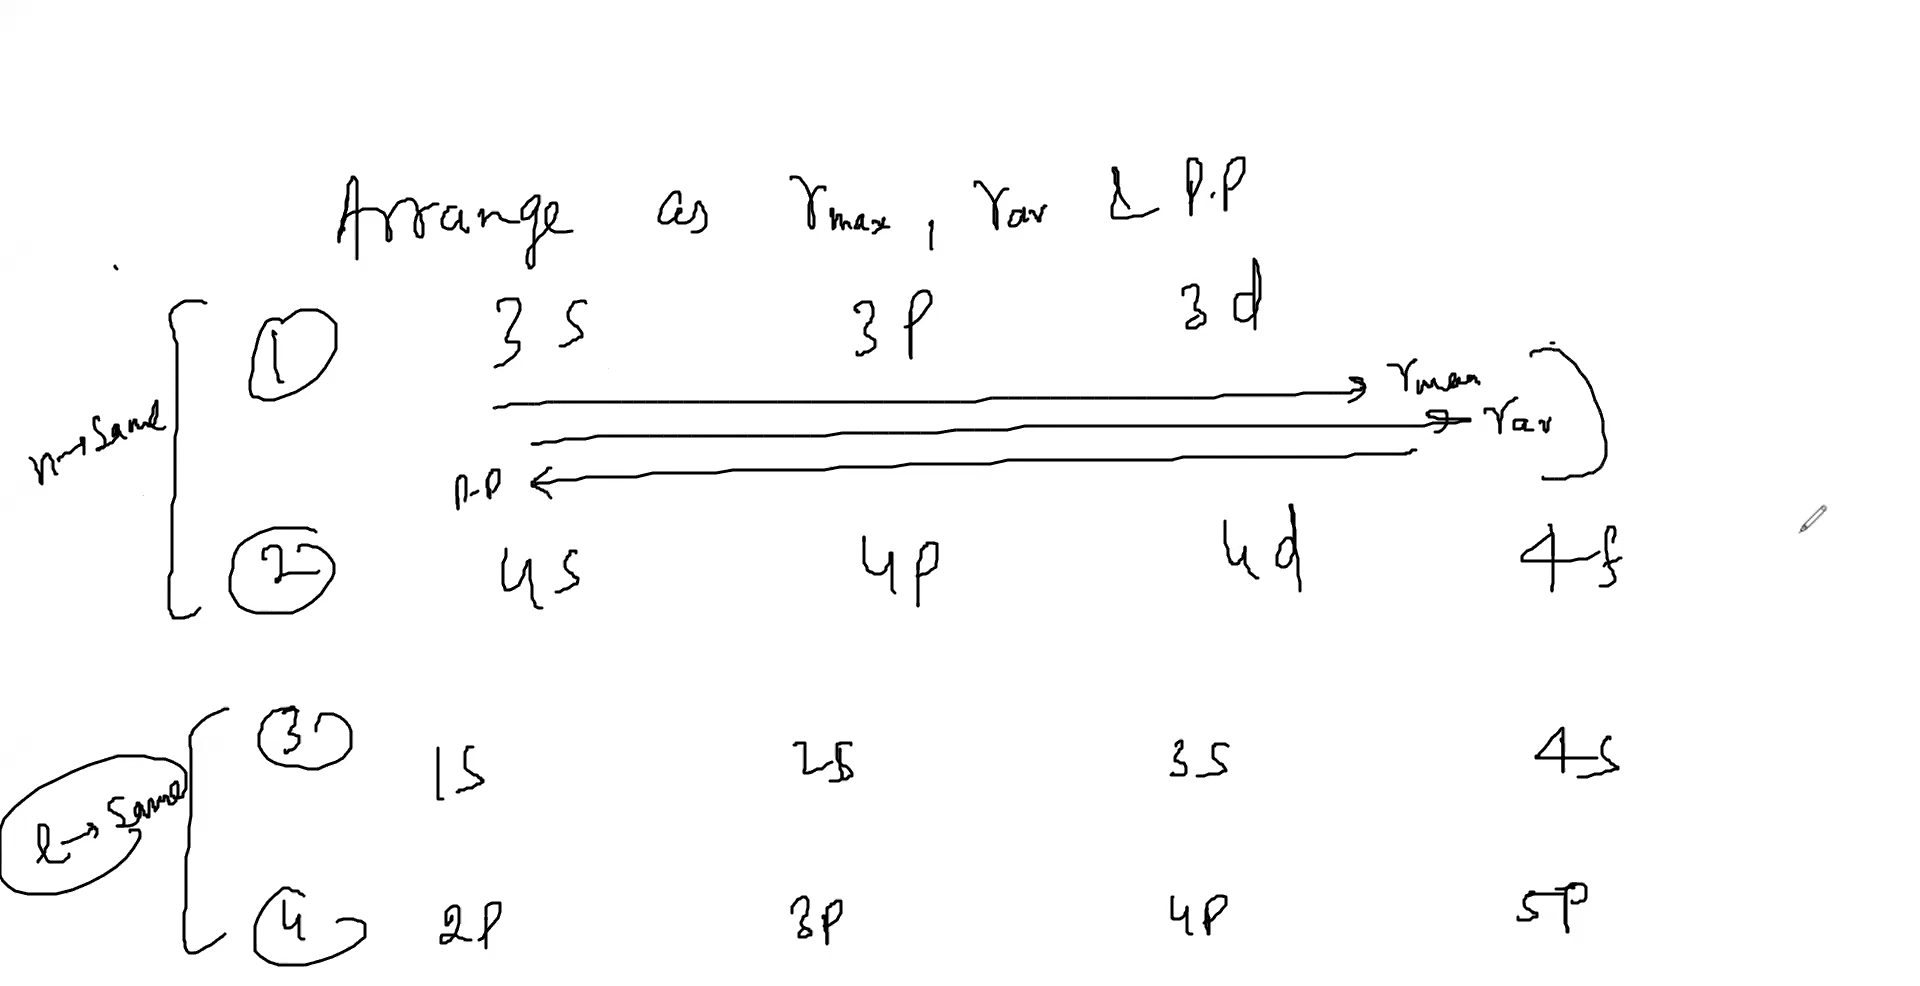 Arrange as rmax, rav & P.P
1 3s 3p 3d
rmax
n→same rav
P-P
2 4s 4p 4d 4f
3 1s 2s 3s 4s
l→same
4 2p 3p 4p 5p